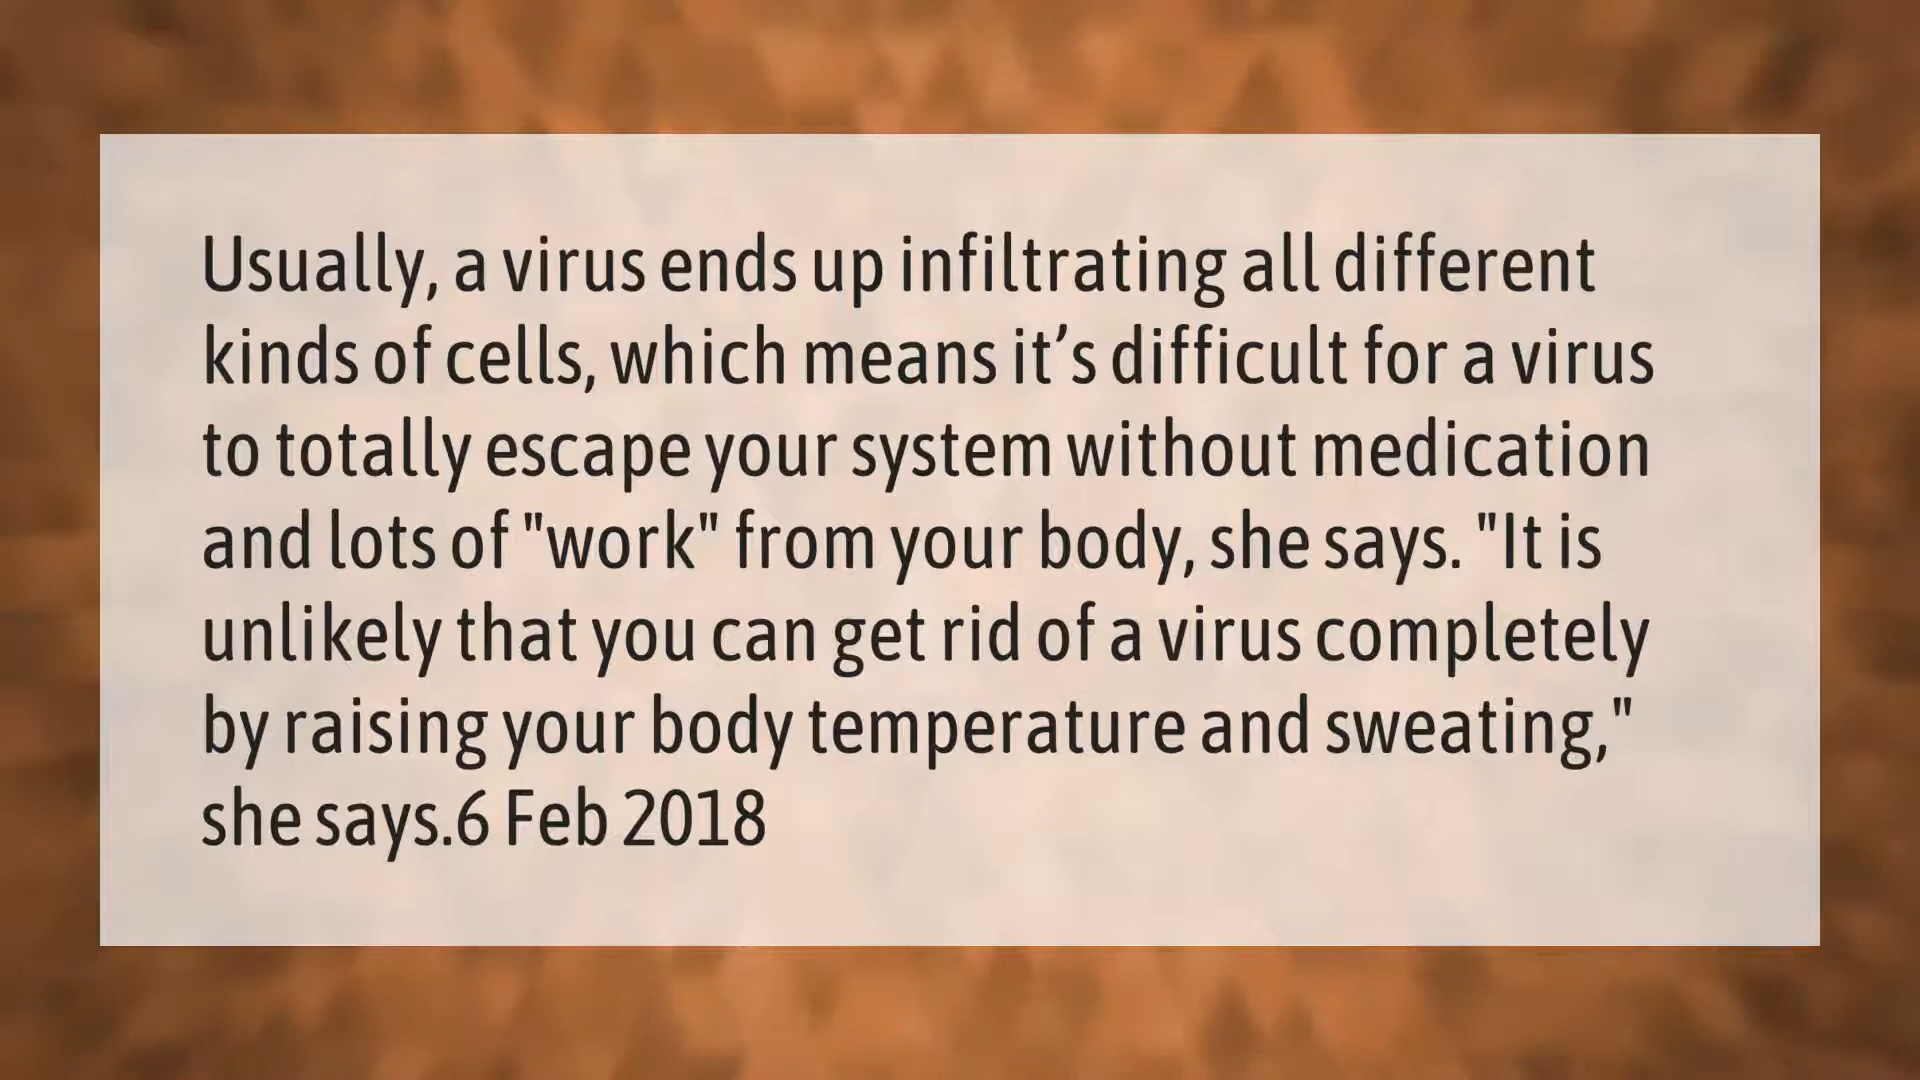 Usually, a virus ends up infiltrating all different
kinds of cells, which means it’s difficult for a virus
to totally escape your system without medication
and lots of "work" from your body, she says. "It is
unlikely that you can get rid of a virus completely
by raising your body temperature and sweating,"
she says.6 Feb 2018